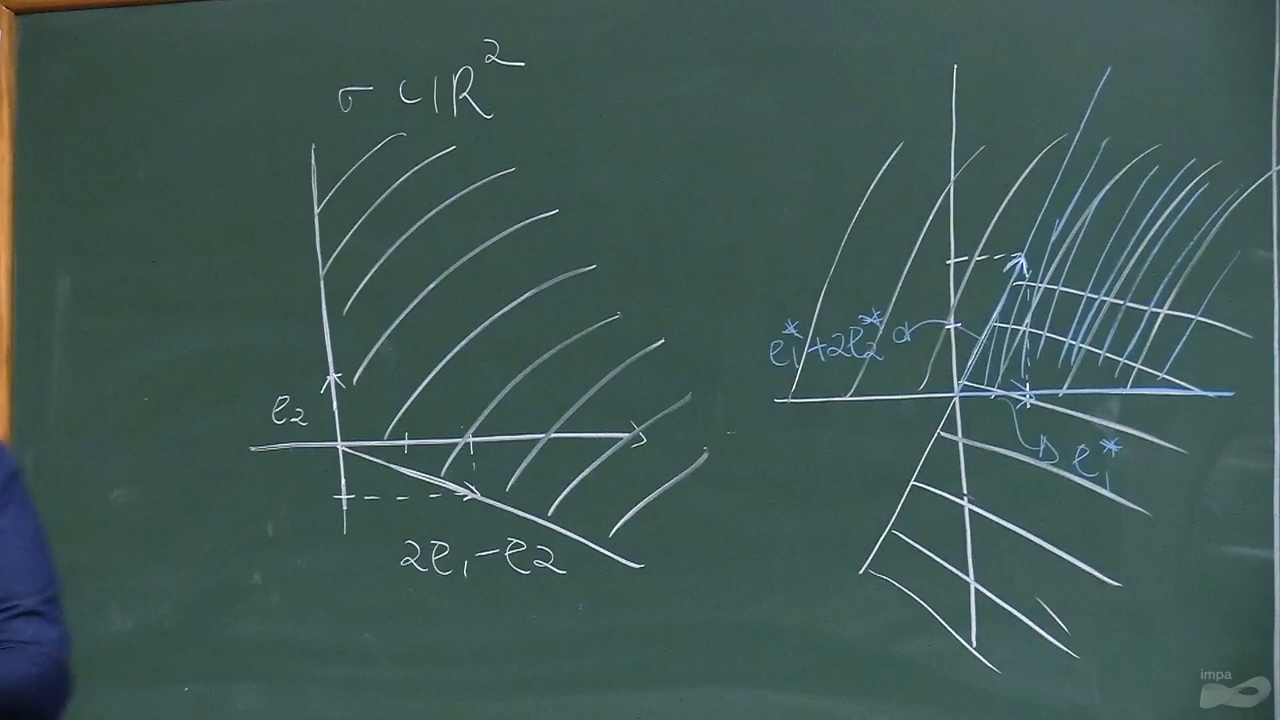 σ ⊂ ℝ²
e₂
2e₁-e₂
e₁*+2e₂*
e₁*
impa